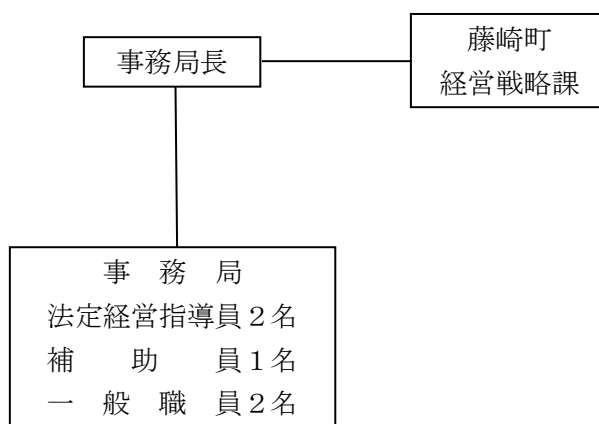 事務局長
藤崎町
経営戦略課
事　務　局
法定経営指導員２名
補　　助　　員１名
一　般　職　員２名